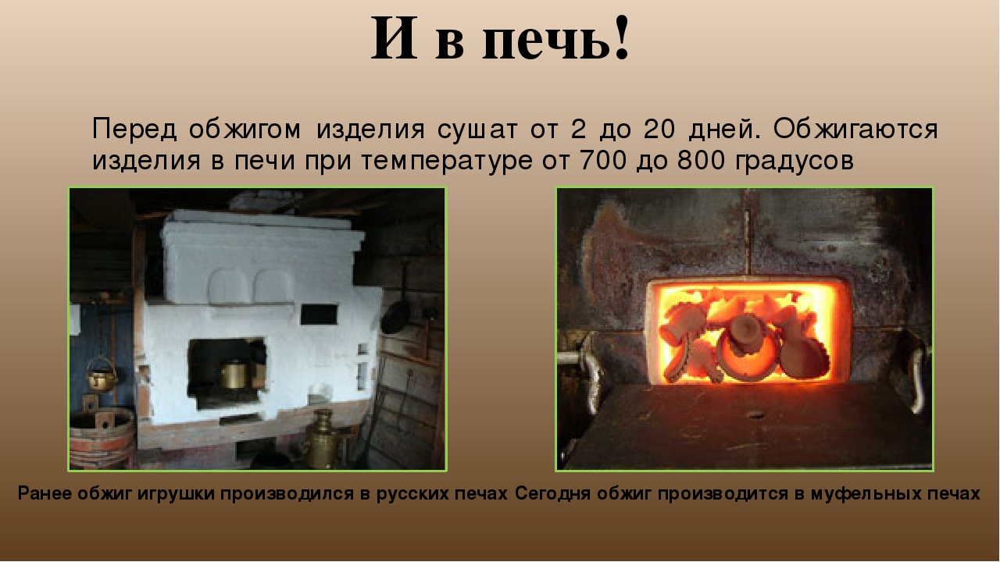 И в печь!
Перед обжигом изделия сушат от 2 до 20 дней. Обжигаются
изделия в печи при температуре от 700 до 800 градусов
Ранее обжиг игрушки производился в русских печах
Сегодня обжиг производится в муфельных печах